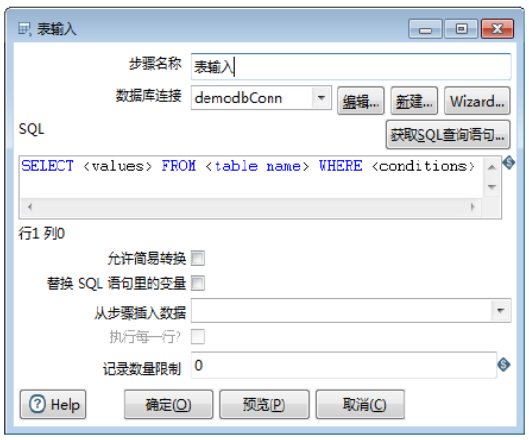 表输入
步骤名称 表输入
数据库连接 demodbConn 编辑... 新建... Wizard...
SQL 获取SQL查询语句...
SELECT <values> FROM <table name> WHERE <conditions>
行1 列0
允许简易转换
替换 SQL 语句里的变量
从步骤插入数据
执行每一行?
记录数量限制 0
Help 确定(O) 预览(P) 取消(C)